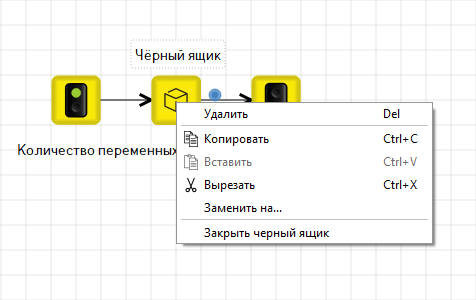 Чёрный ящик
Количество переменных
Удалить Del
Копировать Ctrl+C
Вставить Ctrl+V
Вырезать Ctrl+X
Заменить на...
Закрыть черный ящик